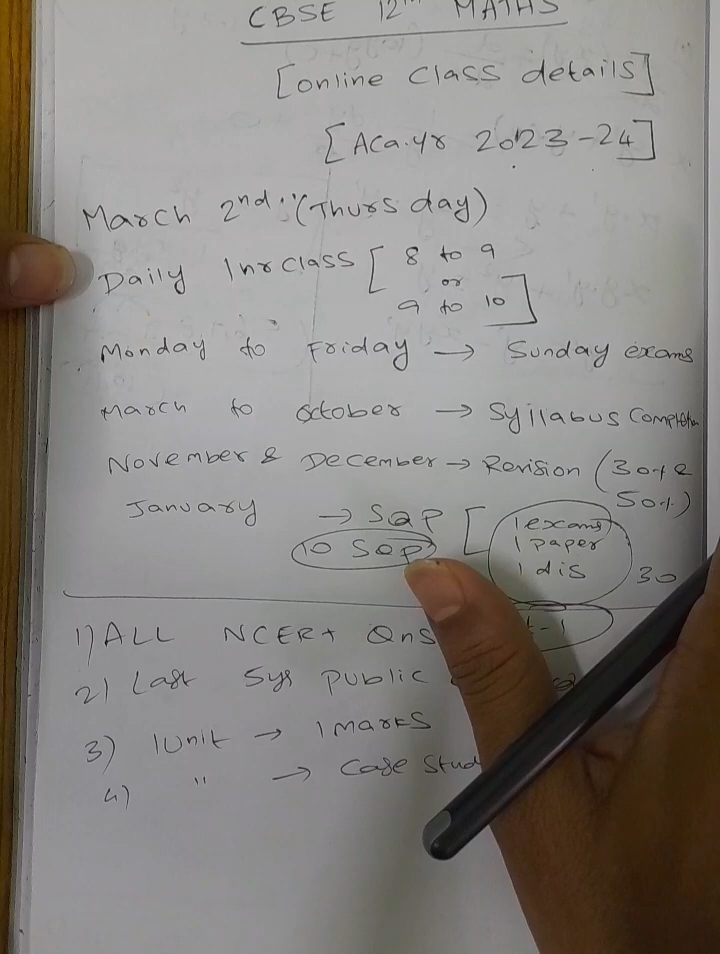 CBSE 12th MATHS
[online class details]
[Aca.yr 2023-24]
March 2nd. (Thursday)
Daily 1hr class [8 to 9
or
9 to 10]
Monday to Friday → Sunday exams
March to October → Syllabus
November & December → Revision (30% &
50%)
January → SQP [1 exams
10 SQP 1 paper
1 dis 30
1) ALL NCERT Qns
2) Last 5yr public
3) 1 Unit → 1 Marks
4) " → Case